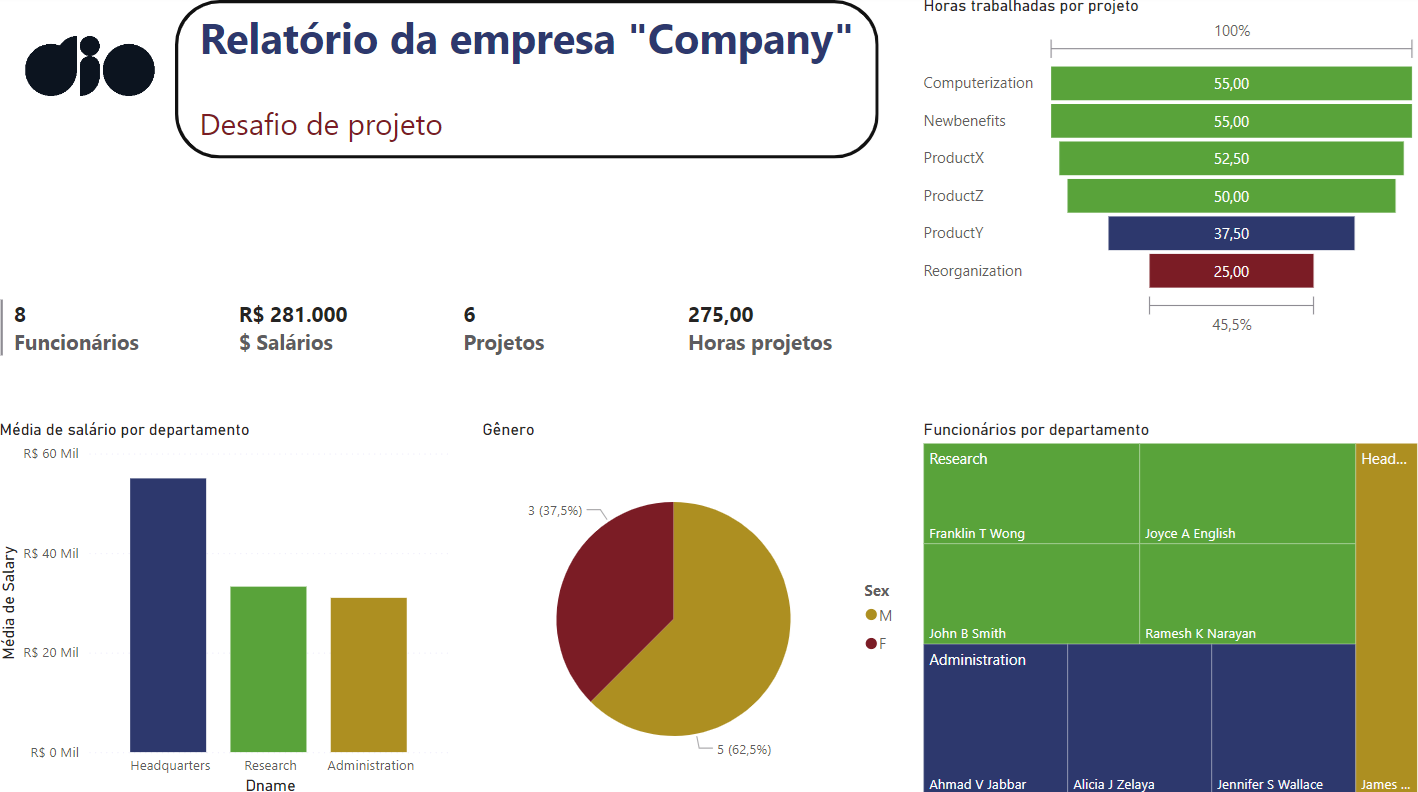 dio
Relatório da empresa "Company"
Desafio de projeto
Horas trabalhadas por projeto
100%
Computerization 55,00
Newbenefits 55,00
ProductX 52,50
ProductZ 50,00
ProductY 37,50
Reorganization 25,00
45,5%
8
Funcionários
R$ 281.000
$ Salários
6
Projetos
275,00
Horas projetos
Média de salário por departamento
R$ 60 Mil
R$ 40 Mil
R$ 20 Mil
R$ 0 Mil
Média de Salary
Headquarters Research Administration
Dname
Gênero
3 (37,5%)
5 (62,5%)
Sex
M
F
Funcionários por departamento
Research Head...
Franklin T Wong Joyce A English
John B Smith Ramesh K Narayan
Administration
Ahmad V Jabbar Alicia J Zelaya Jennifer S Wallace James ...